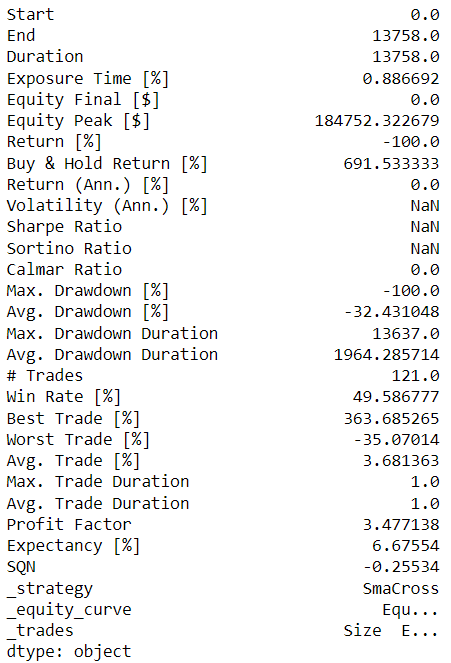 Start 0.0
End 13758.0
Duration 13758.0
Exposure Time [%] 0.886692
Equity Final [$] 0.0
Equity Peak [$] 184752.322679
Return [%] -100.0
Buy & Hold Return [%] 691.533333
Return (Ann.) [%] 0.0
Volatility (Ann.) [%] NaN
Sharpe Ratio NaN
Sortino Ratio NaN
Calmar Ratio 0.0
Max. Drawdown [%] -100.0
Avg. Drawdown [%] -32.431048
Max. Drawdown Duration 13637.0
Avg. Drawdown Duration 1964.285714
# Trades 121.0
Win Rate [%] 49.586777
Best Trade [%] 363.685265
Worst Trade [%] -35.07014
Avg. Trade [%] 3.681363
Max. Trade Duration 1.0
Avg. Trade Duration 1.0
Profit Factor 3.477138
Expectancy [%] 6.67554
SQN -0.25534
_strategy SmaCross
_equity_curve Equ...
_trades Size E...
dtype: object